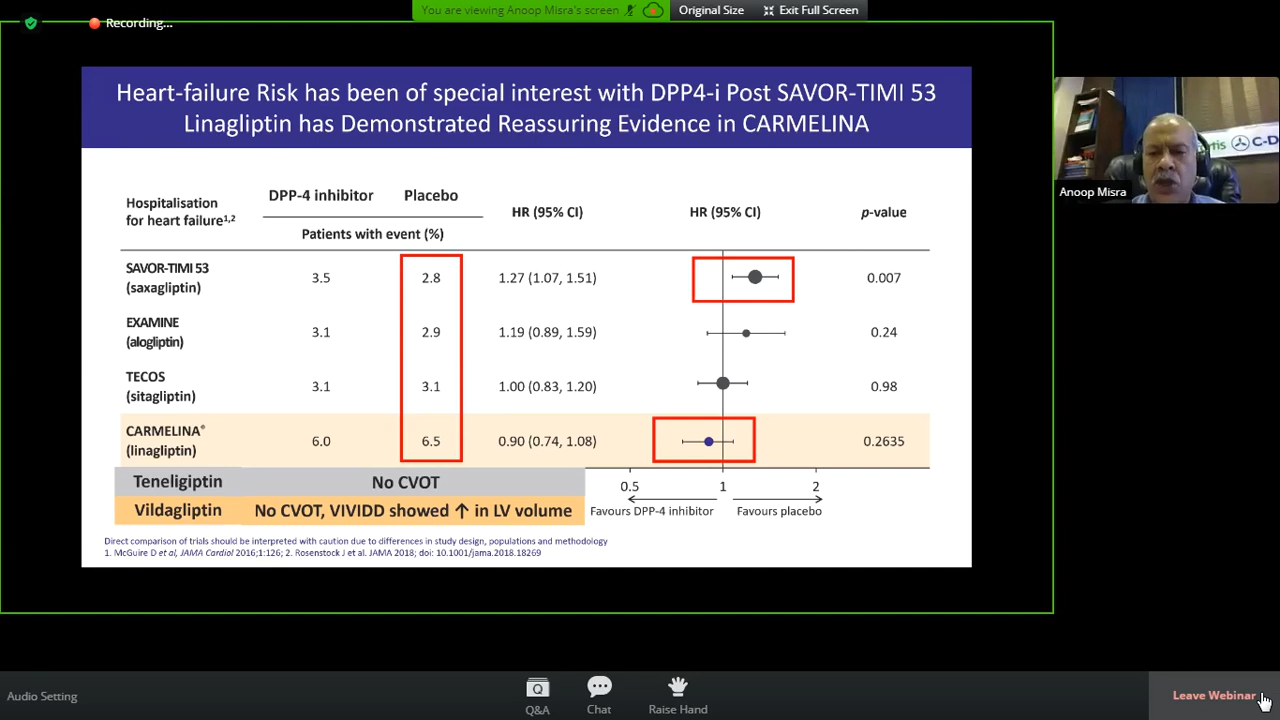 You are viewing Anoop Misra's screen
Original Size
Exit Full Screen
Recording...
Heart-failure Risk has been of special interest with DPP4-i Post SAVOR-TIMI 53
Linagliptin has Demonstrated Reassuring Evidence in CARMELINA
Hospitalisation for heart failure1,2
DPP-4 inhibitor
Placebo
Patients with event (%)
HR (95% CI)
HR (95% CI)
p-value
SAVOR-TIMI 53
(saxagliptin)
3.5 2.8 1.27 (1.07, 1.51) 0.007
EXAMINE
(alogliptin)
3.1 2.9 1.19 (0.89, 1.59) 0.24
TECOS
(sitagliptin)
3.1 3.1 1.00 (0.83, 1.20) 0.98
CARMELINA®
(linagliptin)
6.0 6.5 0.90 (0.74, 1.08) 0.2635
Teneligiptin No CVOT
Vildagliptin No CVOT, VIVIDD showed ↑ in LV volume
0.5 1 2
Favours DPP-4 inhibitor Favours placebo
Direct comparison of trials should be interpreted with caution due to differences in study design, populations and methodology
1. McGuire D et al, JAMA Cardiol 2016;1:126; 2. Rosenstock J et al. JAMA 2018; doi: 10.1001/jama.2018.18269
C-D
Anoop Misra
Audio Setting
Q&A
Chat
Raise Hand
Leave Webinar